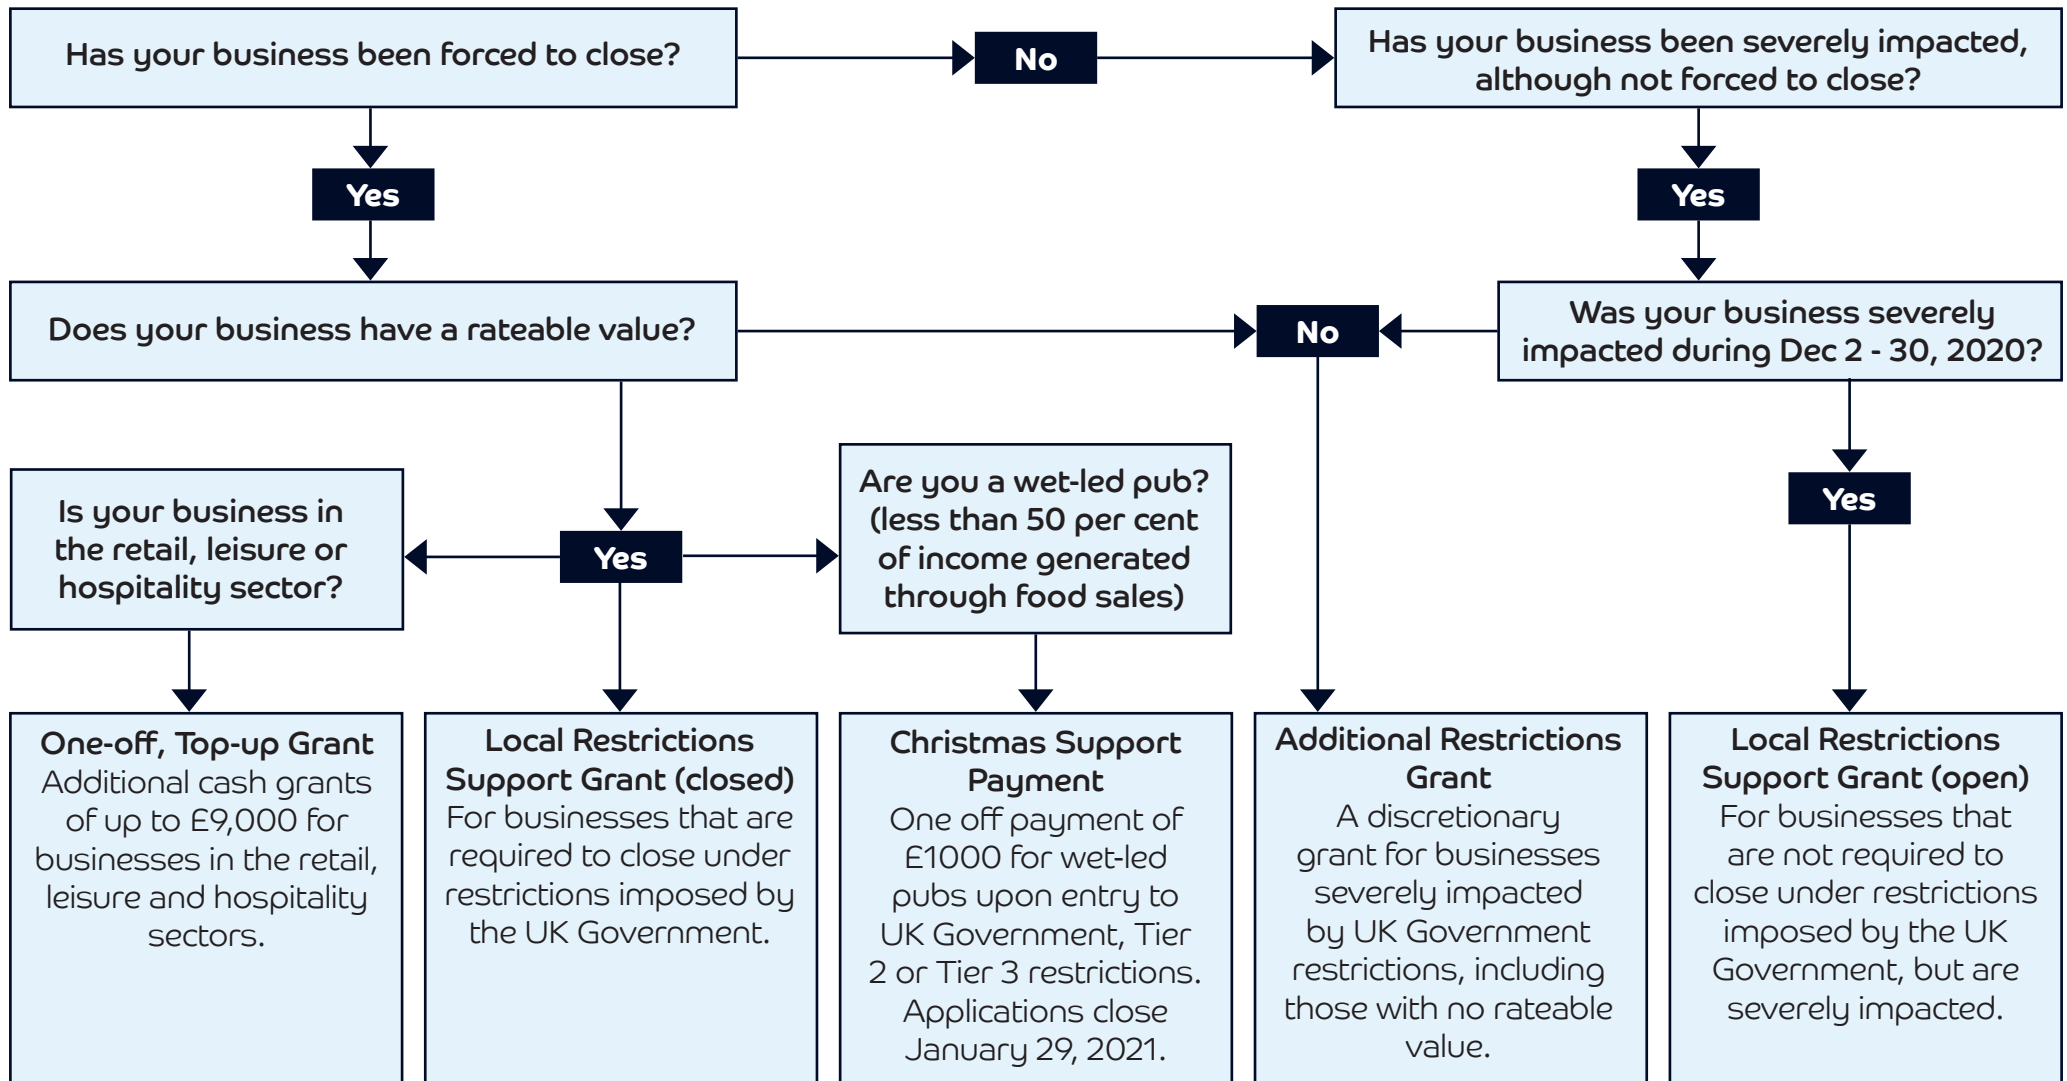 Has your business been forced to close?
No
Has your business been severely impacted,
although not forced to close?
Yes
Yes
Does your business have a rateable value?
No
Was your business severely
impacted during Dec 2 - 30, 2020?
Is your business in
the retail, leisure or
hospitality sector?
Yes
Are you a wet-led pub?
(less than 50 per cent
of income generated
through food sales)
Yes
One-off, Top-up Grant
Additional cash grants
of up to £9,000 for
businesses in the retail,
leisure and hospitality
sectors.
Local Restrictions
Support Grant (closed)
For businesses that are
required to close under
restrictions imposed by
the UK Government.
Christmas Support
Payment
One off payment of
£1000 for wet-led
pubs upon entry to
UK Government, Tier
2 or Tier 3 restrictions.
Applications close
January 29, 2021.
Additional Restrictions
Grant
A discretionary
grant for businesses
severely impacted
by UK Government
restrictions, including
those with no rateable
value.
Local Restrictions
Support Grant (open)
For businesses that
are not required to
close under restrictions
imposed by the UK
Government, but are
severely impacted.